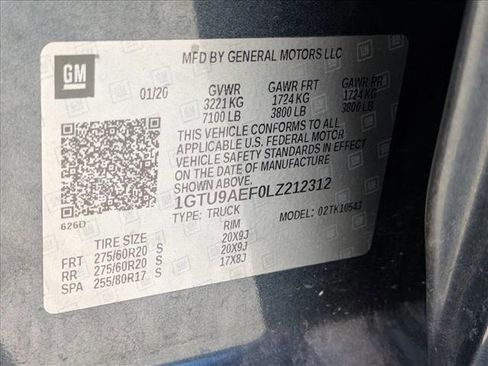 GM
MFD BY GENERAL MOTORS LLC
01/20 GVWR GAWR FRT GAWR RR
3221 KG 1724 KG 1724 KG
7100 LB 3800 LB 3800 LB
THIS VEHICLE CONFORMS TO ALL
APPLICABLE U.S. FEDERAL MOTOR
VEHICLE SAFETY STANDARDS IN EFFECT
ON THE DATE OF MANUFACTURE
SHOWN ABOVE.
1GTU9AEF0LZ212312
626D
TYPE: TRUCK MODEL: 02TK10543
TIRE SIZE RIM
FRT 275/60R20 S 20X9J
RR 275/60R20 S 20X9J
SPA 255/80R17 S 17X8J